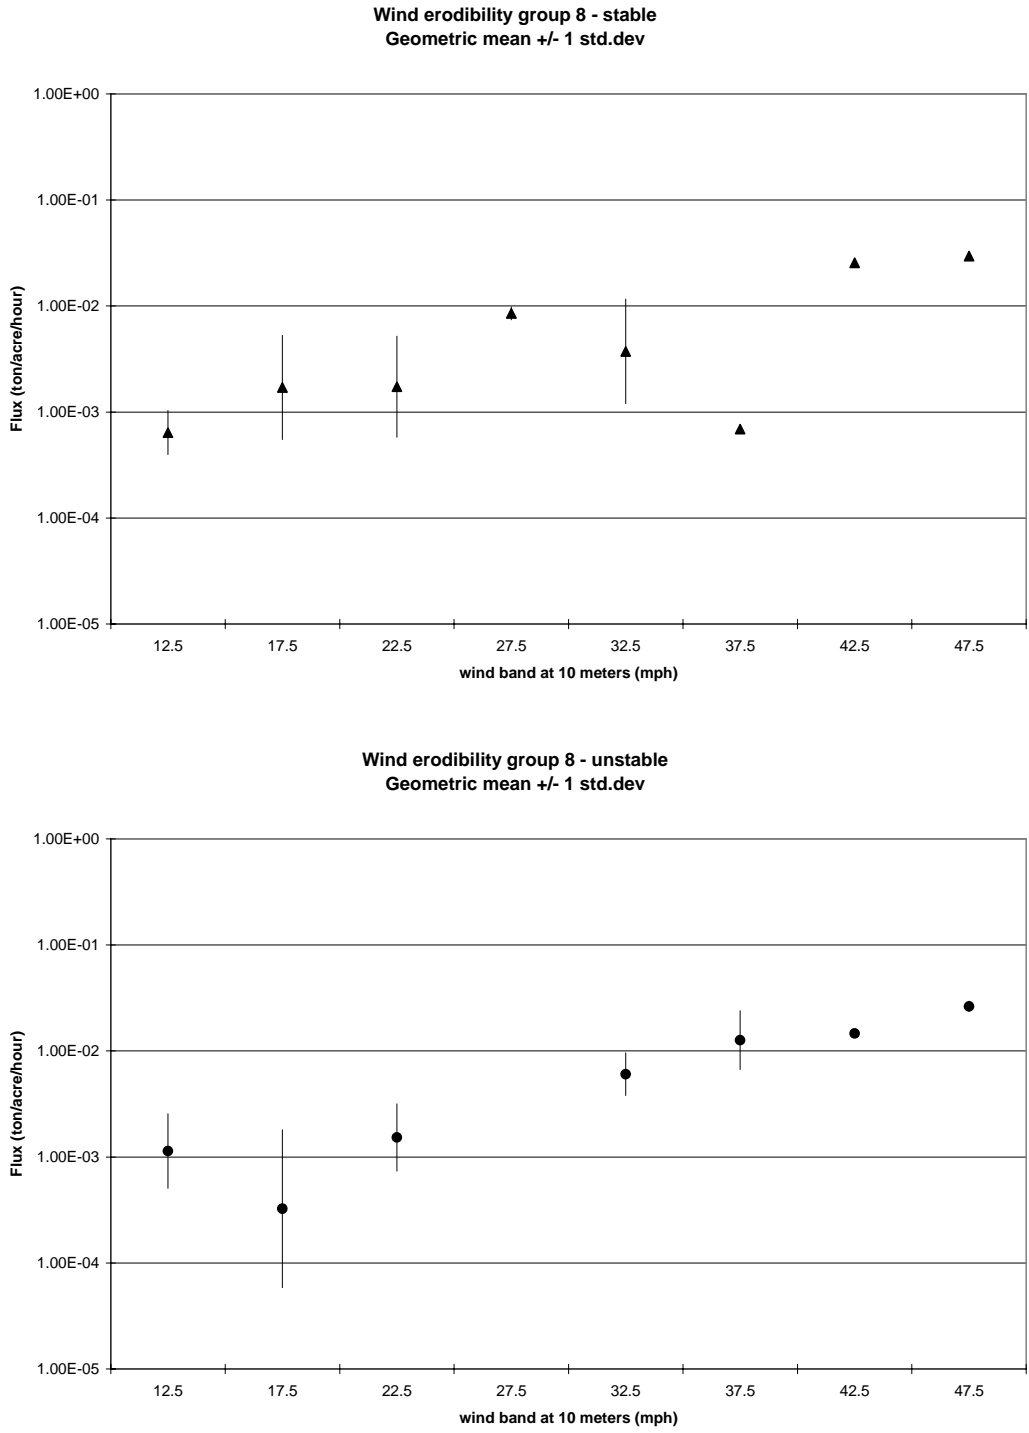 Wind erodibility group 8 - stable
Geometric mean +/- 1 std.dev
1.00E+00
1.00E-01
1.00E-02
1.00E-03
1.00E-04
1.00E-05
Flux (ton/acre/hour)
12.5 17.5 22.5 27.5 32.5 37.5 42.5 47.5
wind band at 10 meters (mph)
Wind erodibility group 8 - unstable
Geometric mean +/- 1 std.dev
1.00E+00
1.00E-01
1.00E-02
1.00E-03
1.00E-04
1.00E-05
Flux (ton/acre/hour)
12.5 17.5 22.5 27.5 32.5 37.5 42.5 47.5
wind band at 10 meters (mph)